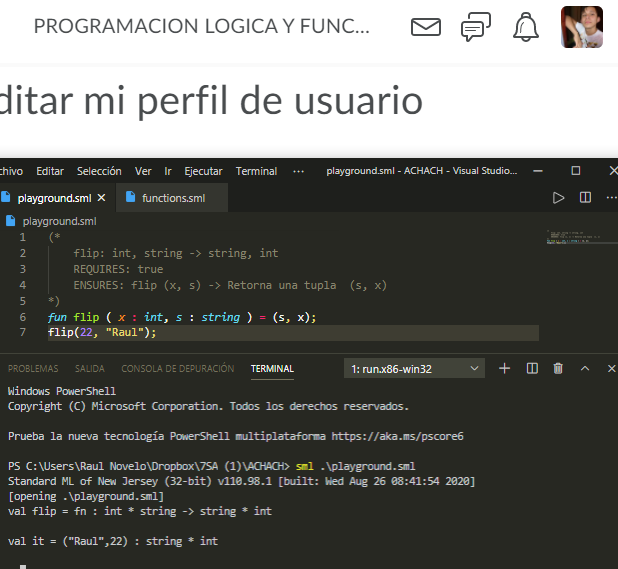 PROGRAMACION LOGICA Y FUNC...
ditar mi perfil de usuario
chivo Editar Selección Ver Ir Ejecutar Terminal ··· playground.sml - ACHACH - Visual Studio...
playground.sml functions.sml
playground.sml
1 (*
2 flip: int, string -> string, int
3 REQUIRES: true
4 ENSURES: flip (x, s) -> Retorna una tupla (s, x)
5 *)
6 fun flip ( x : int, s : string ) = (s, x);
7 flip(22, "Raul");
PROBLEMAS SALIDA CONSOLA DE DEPURACIÓN TERMINAL 1: run.x86-win32
Windows PowerShell
Copyright (C) Microsoft Corporation. Todos los derechos reservados.
Prueba la nueva tecnología PowerShell multiplataforma https://aka.ms/pscore6
PS C:\Users\Raul Novelo\Dropbox\7SA (1)\ACHACH> sml .\playground.sml
Standard ML of New Jersey (32-bit) v110.98.1 [built: Wed Aug 26 08:41:54 2020]
[opening .\playground.sml]
val flip = fn : int * string -> string * int
val it = ("Raul",22) : string * int